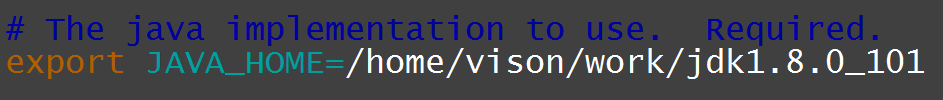 # The java implementation to use.  Required.
export JAVA_HOME=/home/vison/work/jdk1.8.0_101